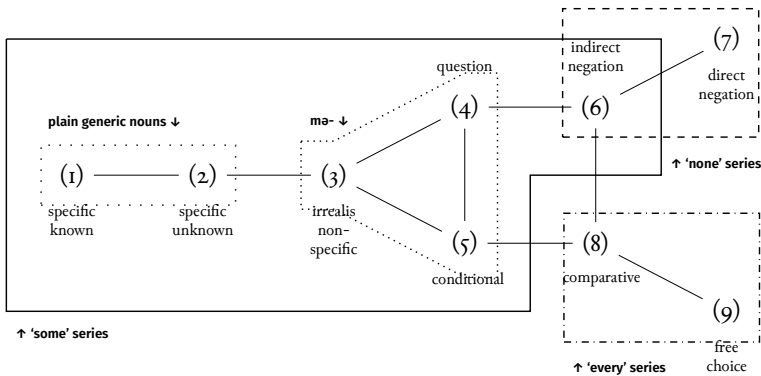 (7)
indirect
negation
direct
negation
question
(4)
(6)
plain generic nouns ↓
mə- ↓
↑ ‘none’ series
(1)
(2)
(3)
specific
known
specific
unknown
irrealis
non-
specific
(5)
(8)
conditional
comparative
(9)
↑ ‘some’ series
free
choice
↑ ‘every’ series